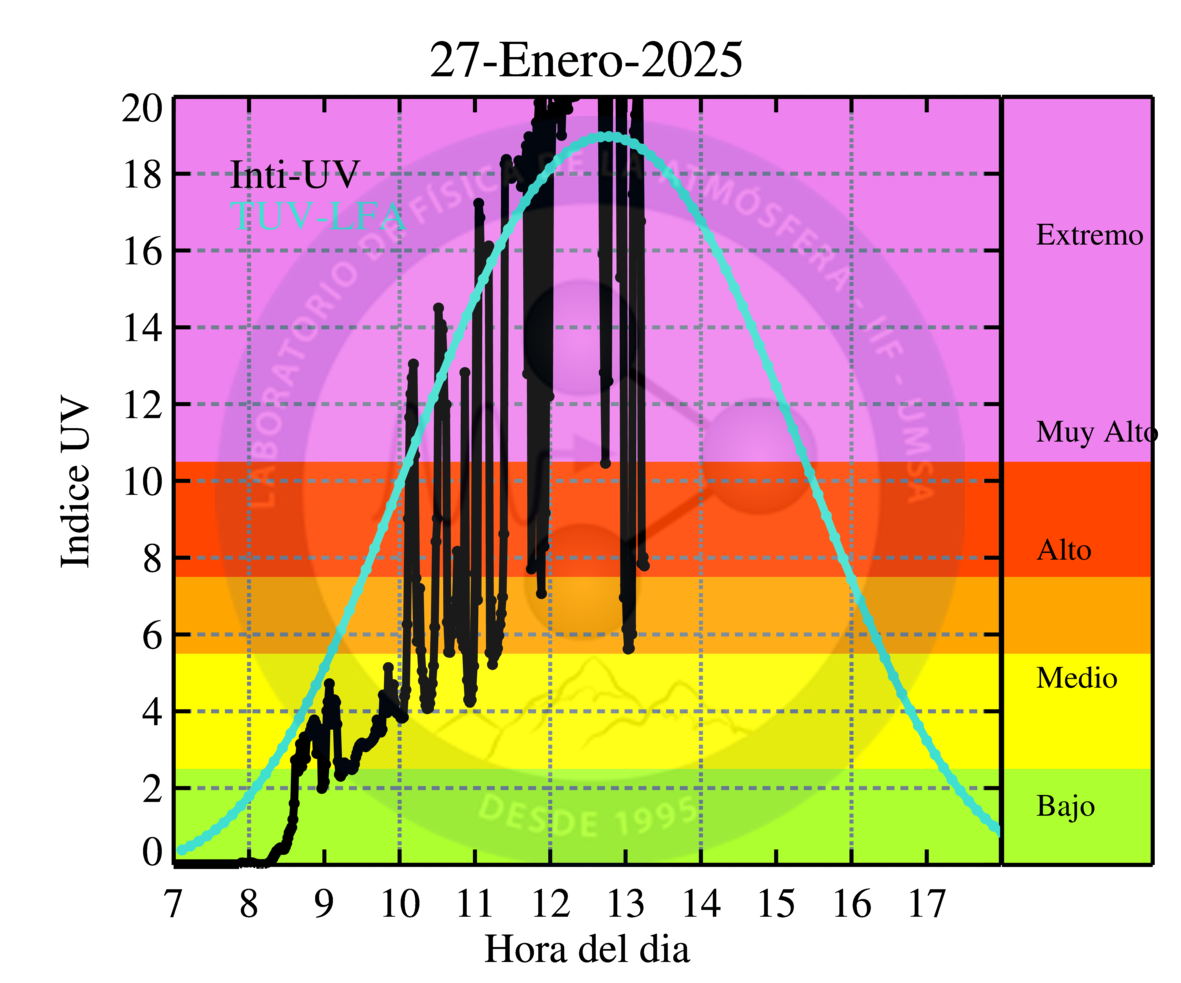 27-Enero-2025
Indice UV
20
18
16
14
12
10
8
6
4
2
0
Inti-UV
TUV-LFA
LABORATORIO DE FÍSICA DE LA ATMÓSFERA - IIF - UMSA
DESDE 1995
Extremo
Muy Alto
Alto
Medio
Bajo
7 8 9 10 11 12 13 14 15 16 17
Hora del dia